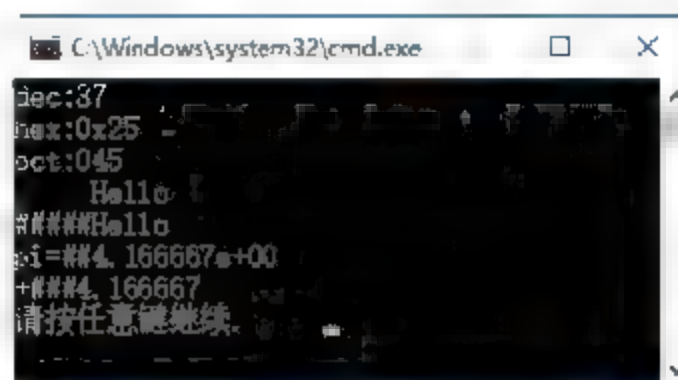 C:\Windows\system32\cmd.exe
dec:37
hex:0x25
oct:045
Hello
#####Hello
pi=##4.166667e+00
+###4.166667
请按任意键继续.